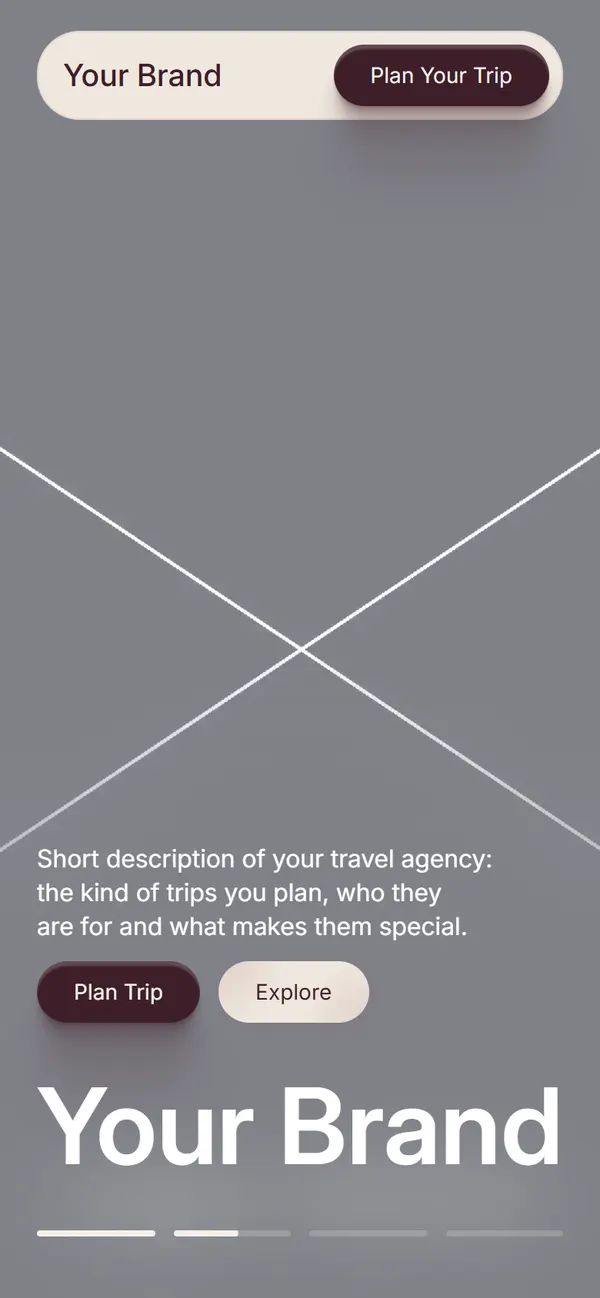 Your Brand
Plan Your Trip
Short description of your travel agency:
the kind of trips you plan, who they
are for and what makes them special.
Plan Trip
Explore
Your Brand